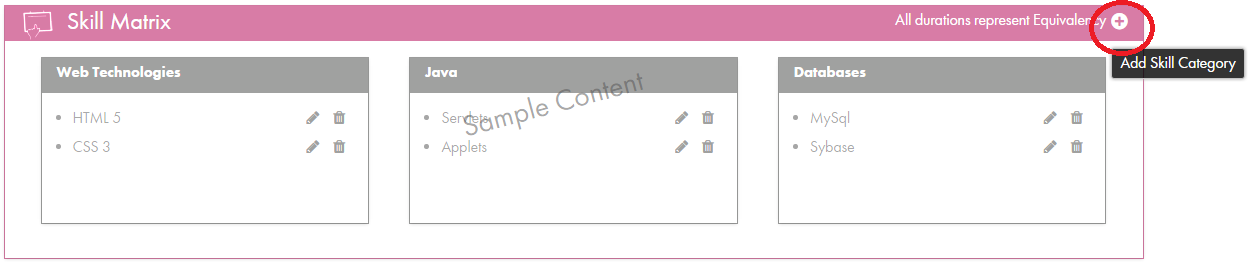 Skill Matrix
All durations represent Equivalency
Add Skill Category
Web Technologies
HTML 5
CSS 3
Java
Servlets
Applets
Sample Content
Databases
MySql
Sybase